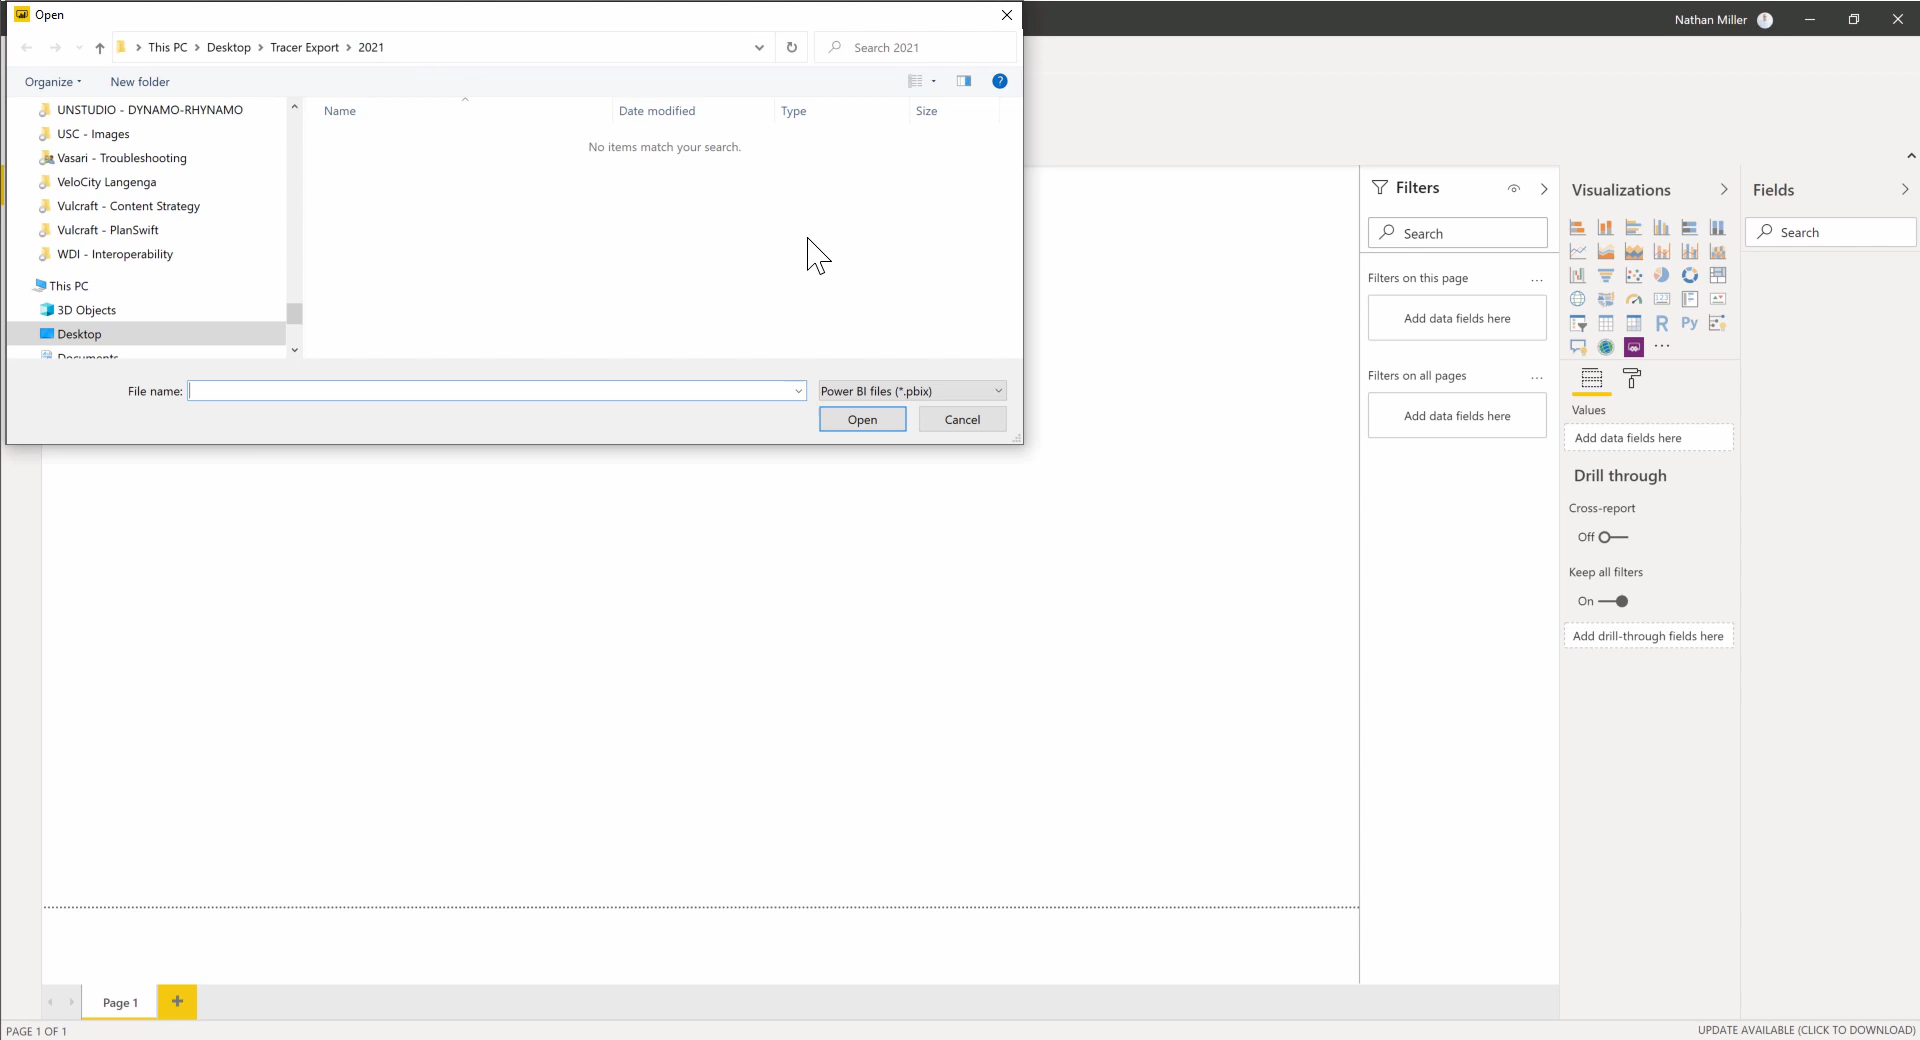 Open
Nathan Miller
This PC > Desktop > Tracer Export > 2021
Search 2021
Organize
New folder
?
UNSTUDIO - DYNAMO-RHYNAMO
USC - Images
Vasari - Troubleshooting
VeloCity Langenga
Vulcraft - Content Strategy
Vulcraft - PlanSwift
WDI - Interoperability
This PC
3D Objects
Desktop
Documents
Name
Date modified
Type
Size
No items match your search.
File name:
Power BI files (*.pbix)
Open
Cancel
Filters
Search
Filters on this page
...
Add data fields here
Filters on all pages
...
Add data fields here
Visualizations
123
R
Py
...
Values
Add data fields here
Drill through
Cross-report
Off
Keep all filters
On
Add drill-through fields here
Fields
Search
Page 1
+
PAGE 1 OF 1
UPDATE AVAILABLE (CLICK TO DOWNLOAD)